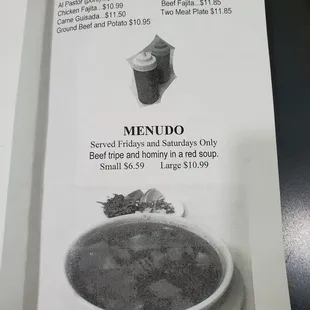 Al Pastor
Chicken Fajita...$10.99
Carne Guisada...$11.50
Ground Beef and Potato $10.95
Beef Fajita...$11.85
Two Meat Plate $11.85
MENUDO
Served Fridays and Saturdays Only
Beef tripe and hominy in a red soup.
Small $6.59 Large $10.99